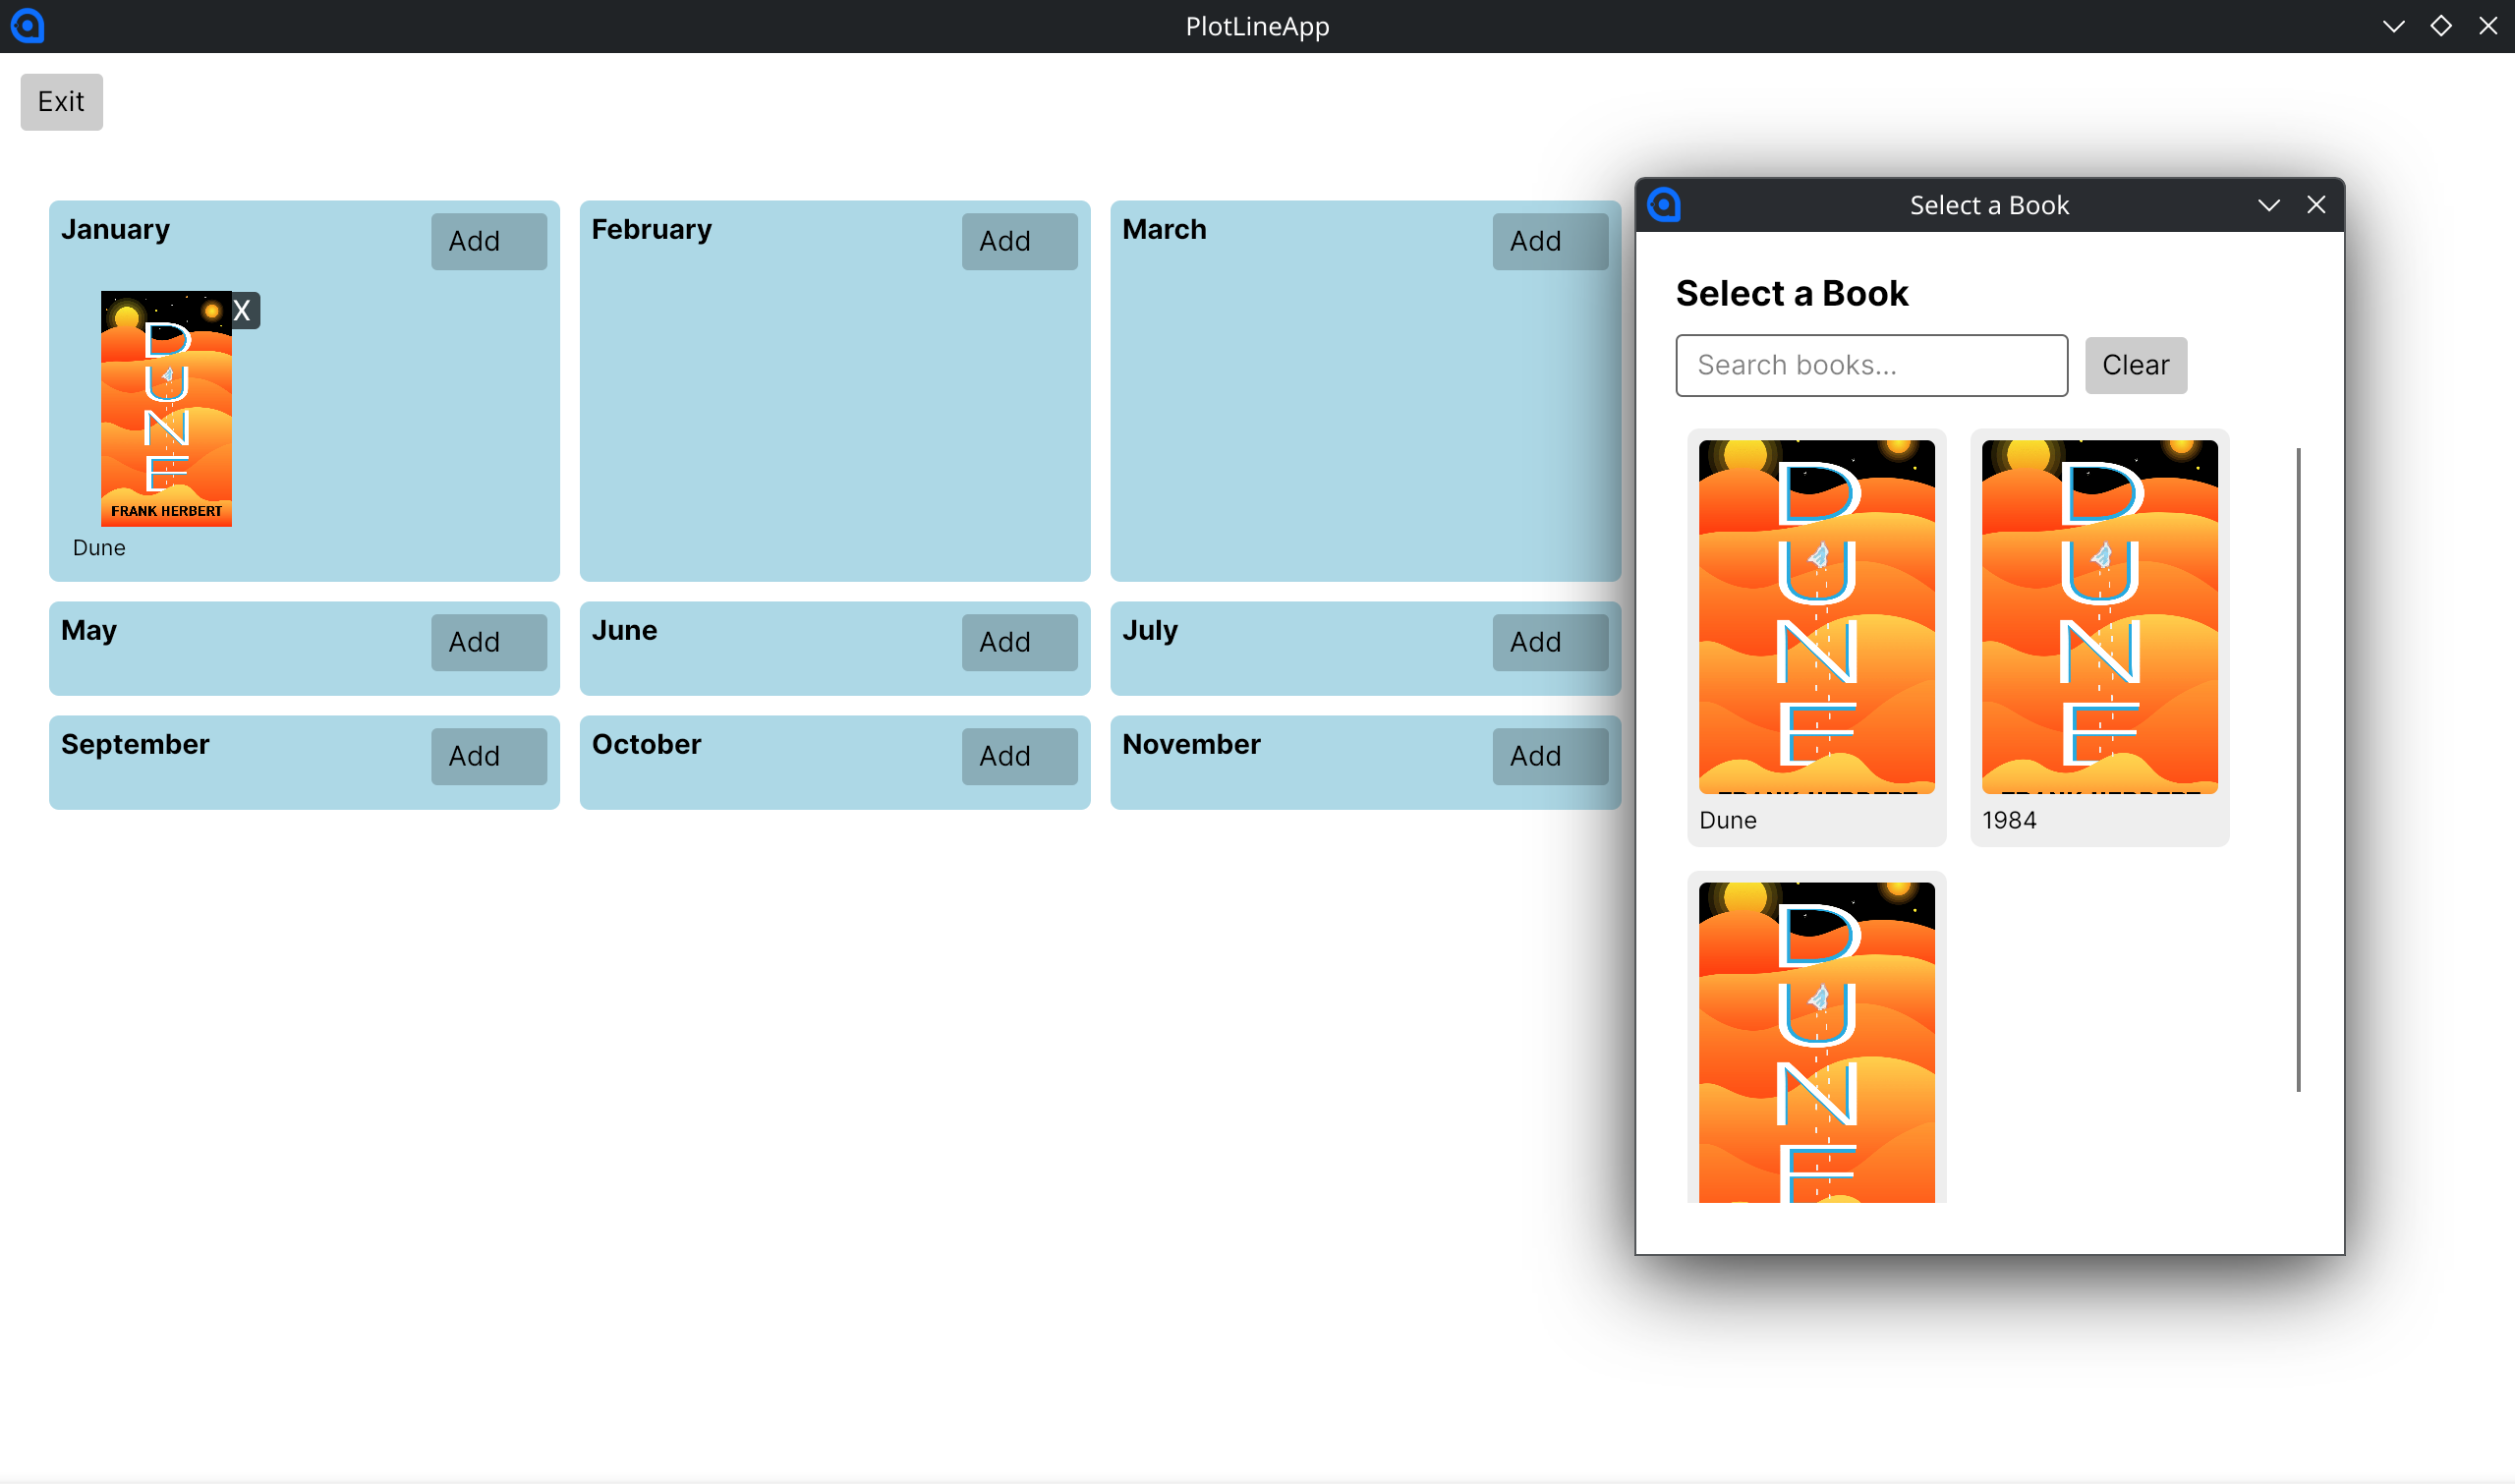 PlotLineApp
Exit
January
Add
February
Add
March
Add
X
DUNE
FRANK HERBERT
Dune
May
Add
June
Add
July
Add
September
Add
October
Add
November
Add
Select a Book
Select a Book
Search books...
Clear
DUNE
Dune
DUNE
1984
DUNE